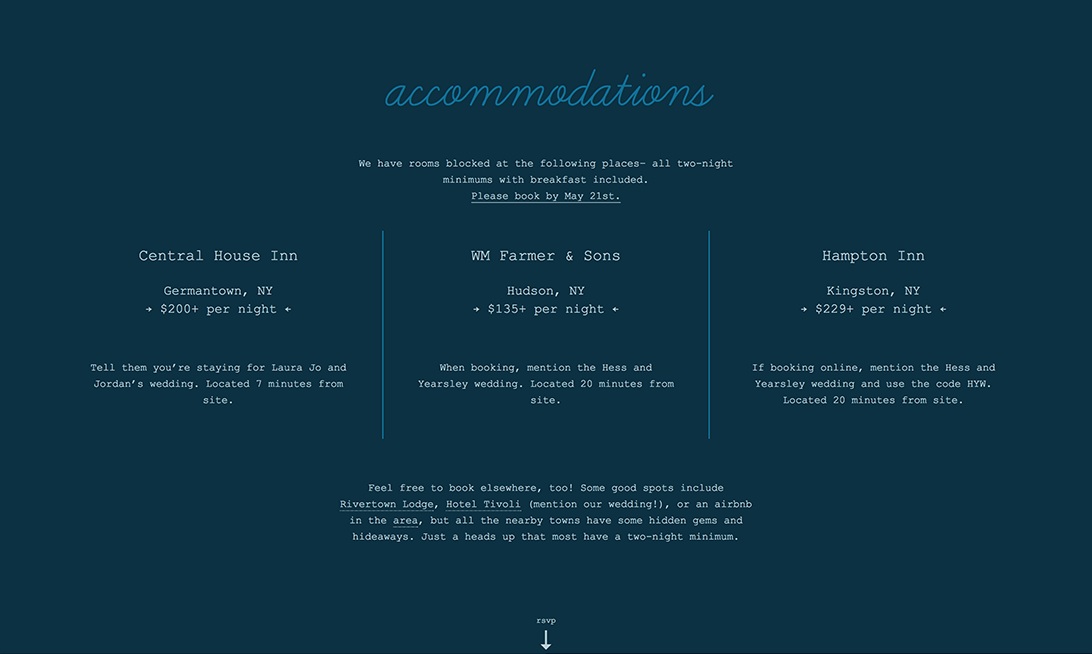 accommodations
We have rooms blocked at the following places— all two-night
minimums with breakfast included.
Please book by May 21st.
Central House Inn
Germantown, NY
→ $200+ per night ←
Tell them you’re staying for Laura Jo and
Jordan’s wedding. Located 7 minutes from
site.
WM Farmer & Sons
Hudson, NY
→ $135+ per night ←
When booking, mention the Hess and
Yearsley wedding. Located 20 minutes from
site.
Hampton Inn
Kingston, NY
→ $229+ per night ←
If booking online, mention the Hess and
Yearsley wedding and use the code HYW.
Located 20 minutes from site.
Feel free to book elsewhere, too! Some good spots include
Rivertown Lodge, Hotel Tivoli (mention our wedding!), or an airbnb
in the area, but all the nearby towns have some hidden gems and
hideaways. Just a heads up that most have a two-night minimum.
rsvp